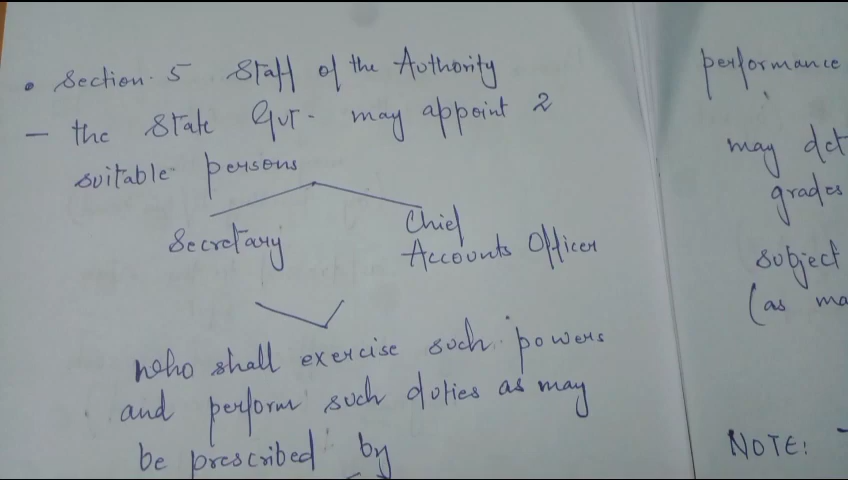 • Section. 5 Staff of the Authority
– the State Gvt. may appoint 2
suitable persons
Secretary
Chief
Accounts Officer
who shall exercise such powers
and perform such duties as may
be prescribed by
performance
may det
grades
subject
(as ma
NOTE: